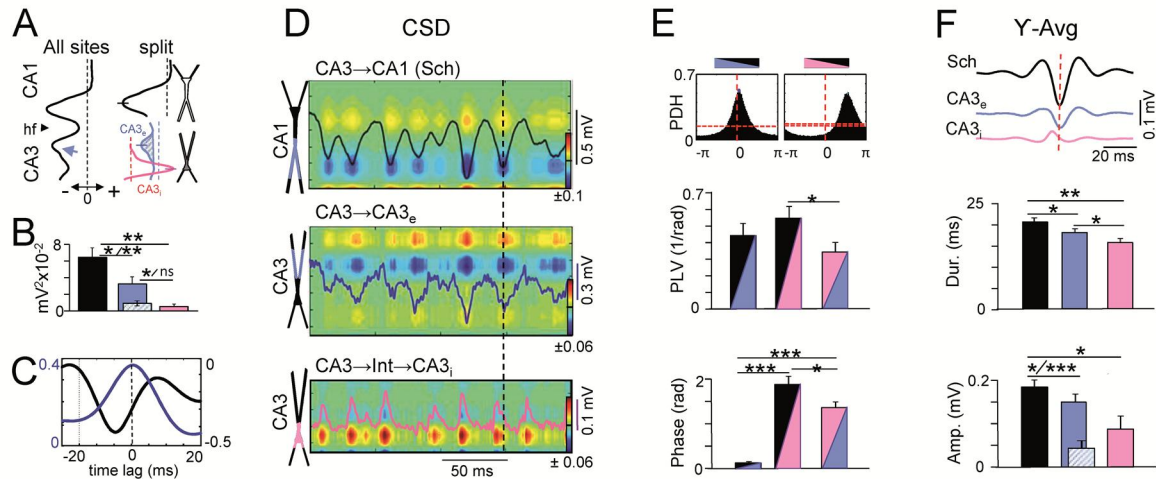 A
All sites
split
CA1
hf
CA3
CA3e
CA3i
-
0
+
B
**
*/**
*/ns
mV²x10⁻²
8
0
C
0.4
0
0
-0.5
-20
0
20
time lag (ms)
D
CSD
CA3→CA1 (Sch)
CA1
0.5 mV
±0.1
CA3→CA3e
CA3
0.3 mV
±0.06
CA3→Int→CA3i
CA3
0.1 mV
± 0.06
50 ms
E
0.7
PDH
0
-π
0
π
-π
0
π
0.7
PLV (1/rad)
0
*
2
Phase (rad)
0
***
***
*
F
ϒ-Avg
Sch
CA3e
CA3i
0.1 mV
20 ms
25
Dur. (ms)
0
**
*
*
0.2
Amp. (mV)
0
*
*/***